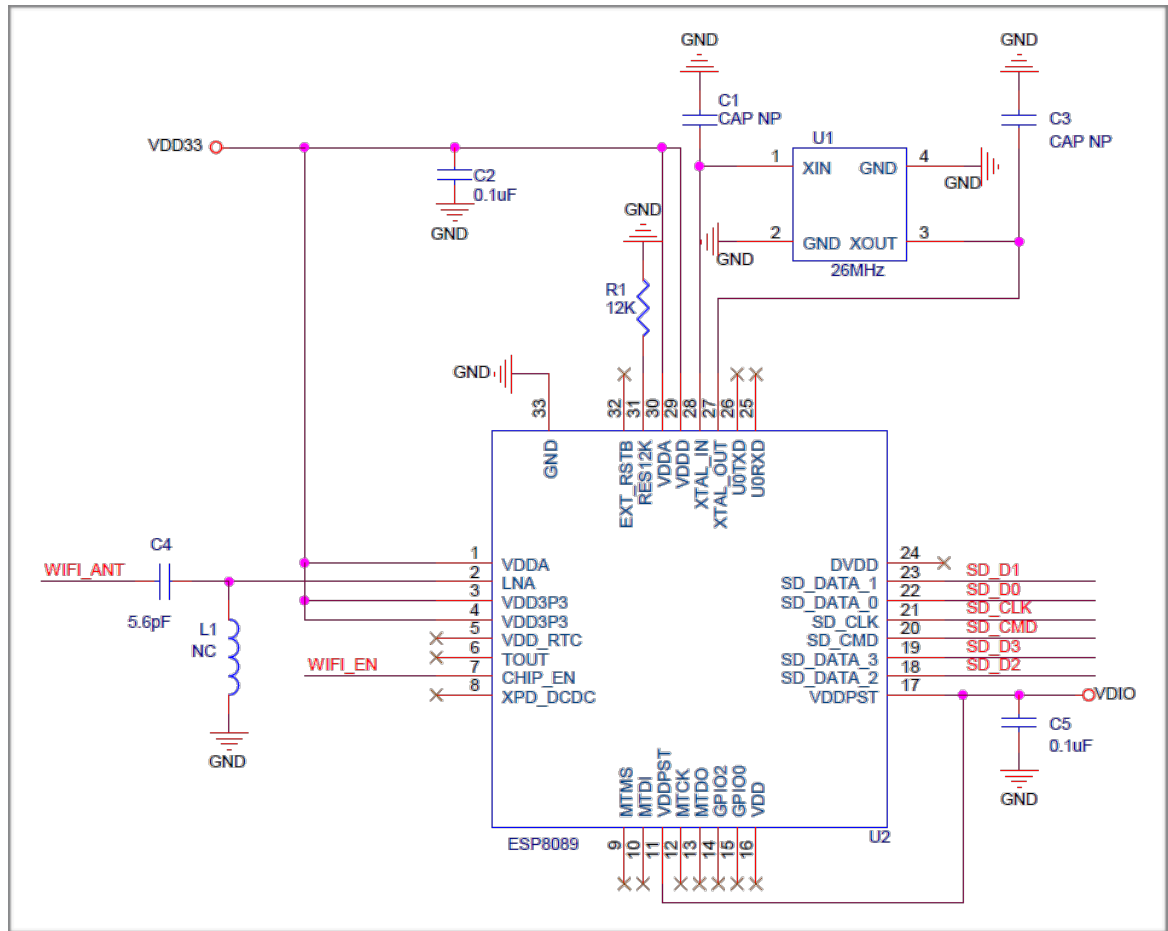 GND
GND
C1
CAP NP
C3
CAP NP
U1
VDD33
1
XIN
GND
4
GND
C2
0.1uF
GND
GND
2
GND
XOUT
3
GND
26MHz
R1
12K
GND
33
32
31
30
29
28
27
26
25
GND
EXT_RSTB
RES12K
VDDA
VDDD
XTAL_IN
XTAL_OUT
U0TXD
U0RXD
C4
WIFI_ANT
5.6pF
L1
NC
GND
WIFI_EN
1
VDDA
2
LNA
3
VDD3P3
4
VDD3P3
5
VDD_RTC
6
TOUT
7
CHIP_EN
8
XPD_DCDC
DVDD
24
SD_DATA_1
23
SD_D1
SD_DATA_0
22
SD_D0
SD_CLK
21
SD_CLK
SD_CMD
20
SD_CMD
SD_DATA_3
19
SD_D3
SD_DATA_2
18
SD_D2
VDDPST
17
VDIO
C5
0.1uF
GND
MTMS
MTDI
VDDPST
MTCK
MTDO
GPIO2
GPIO0
VDD
ESP8089
U2
9
10
11
12
13
14
15
16